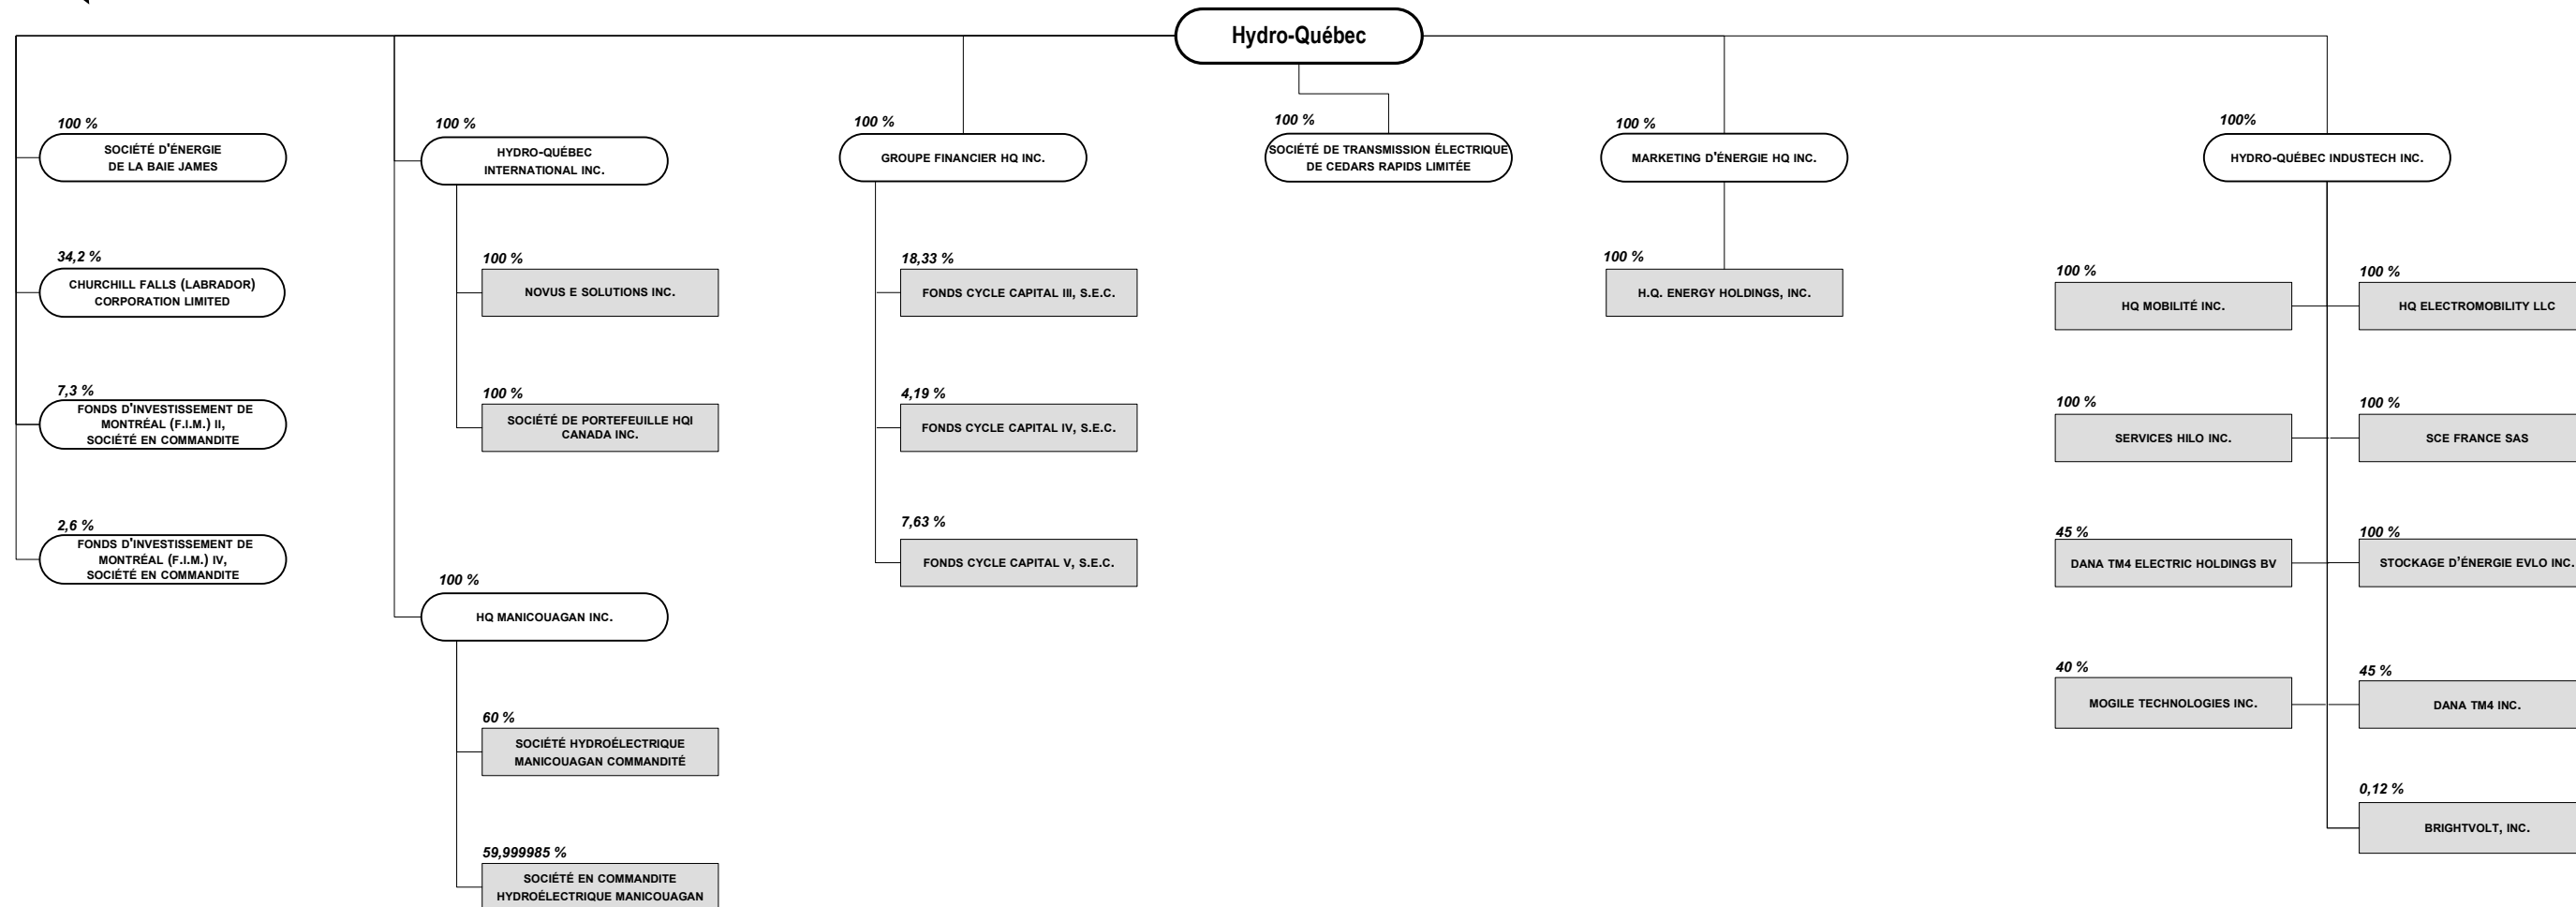 Hydro-Québec
100 %
SOCIÉTÉ D'ÉNERGIE
DE LA BAIE JAMES
34,2 %
CHURCHILL FALLS (LABRADOR)
CORPORATION LIMITED
7,3 %
FONDS D'INVESTISSEMENT DE
MONTRÉAL (F.I.M.) II,
SOCIÉTÉ EN COMMANDITE
2,6 %
FONDS D'INVESTISSEMENT DE
MONTRÉAL (F.I.M.) IV,
SOCIÉTÉ EN COMMANDITE
100 %
HYDRO-QUÉBEC
INTERNATIONAL INC.
100 %
NOVUS E SOLUTIONS INC.
100 %
SOCIÉTÉ DE PORTEFEUILLE HQI
CANADA INC.
100 %
HQ MANICOUAGAN INC.
60 %
SOCIÉTÉ HYDROÉLECTRIQUE
MANICOUAGAN COMMANDITÉ
59,999985 %
SOCIÉTÉ EN COMMANDITE
HYDROÉLECTRIQUE MANICOUAGAN
100 %
GROUPE FINANCIER HQ INC.
18,33 %
FONDS CYCLE CAPITAL III, S.E.C.
4,19 %
FONDS CYCLE CAPITAL IV, S.E.C.
7,63 %
FONDS CYCLE CAPITAL V, S.E.C.
100 %
SOCIÉTÉ DE TRANSMISSION ÉLECTRIQUE
DE CEDARS RAPIDS LIMITÉE
100 %
MARKETING D'ÉNERGIE HQ INC.
100 %
H.Q. ENERGY HOLDINGS, INC.
100%
HYDRO-QUÉBEC INDUSTECH INC.
100 %
HQ MOBILITÉ INC.
100 %
HQ ELECTROMOBILITY LLC
100 %
SERVICES HILO INC.
100 %
SCE FRANCE SAS
45 %
DANA TM4 ELECTRIC HOLDINGS BV
100 %
STOCKAGE D'ÉNERGIE EVLO INC.
40 %
MOGILE TECHNOLOGIES INC.
45 %
DANA TM4 INC.
0,12 %
BRIGHTVOLT, INC.